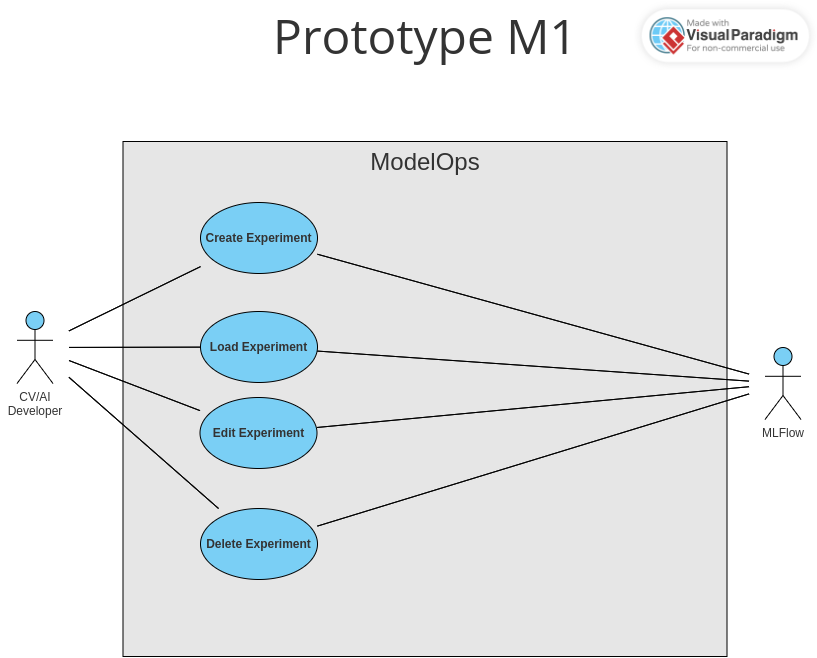 Prototype M1
Made with
Visual Paradigm
For non-commercial use
ModelOps
Create Experiment
Load Experiment
CV/AI
Developer
Edit Experiment
MLFlow
Delete Experiment